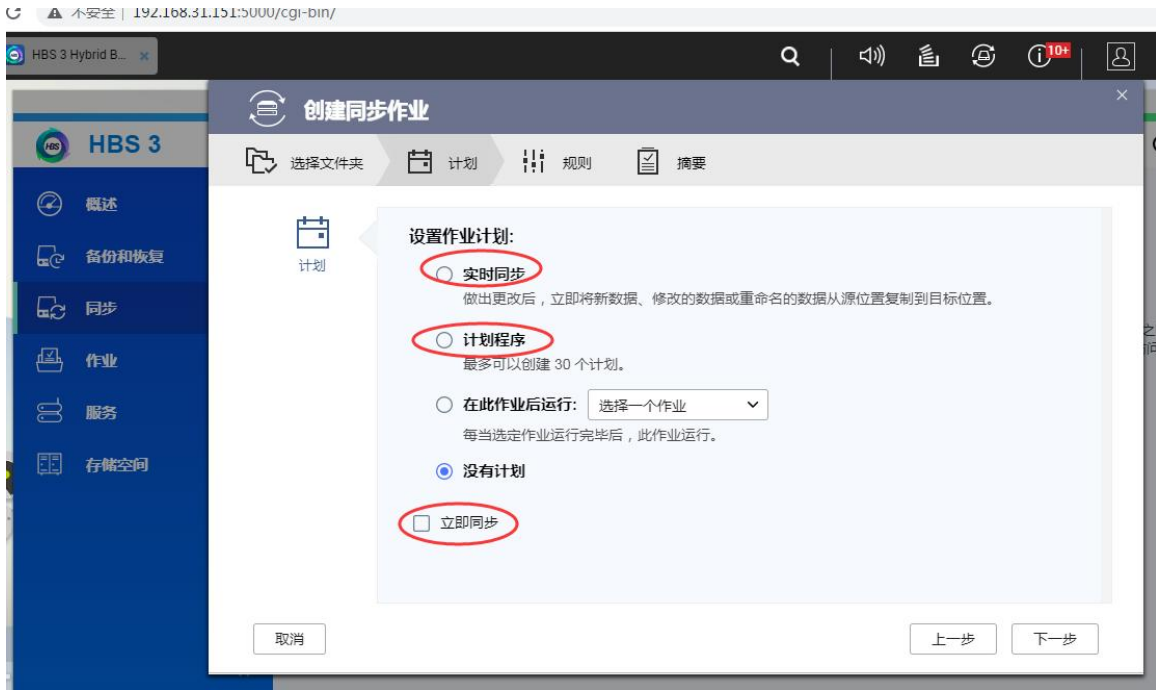 不安全 | 192.168.31.151:5000/cgi-bin/
HBS 3 Hybrid B... ×
10+
创建同步作业
HBS 3
选择文件夹 计划 规则 摘要
概述
备份和恢复
同步
作业
服务
存储空间
计划
设置作业计划:
实时同步
做出更改后，立即将新数据、修改的数据或重命名的数据从源位置复制到目标位置。
计划程序
最多可以创建 30 个计划。
在此作业后运行: 选择一个作业
每当选定作业运行完毕后，此作业运行。
没有计划
立即同步
取消 上一步 下一步
之